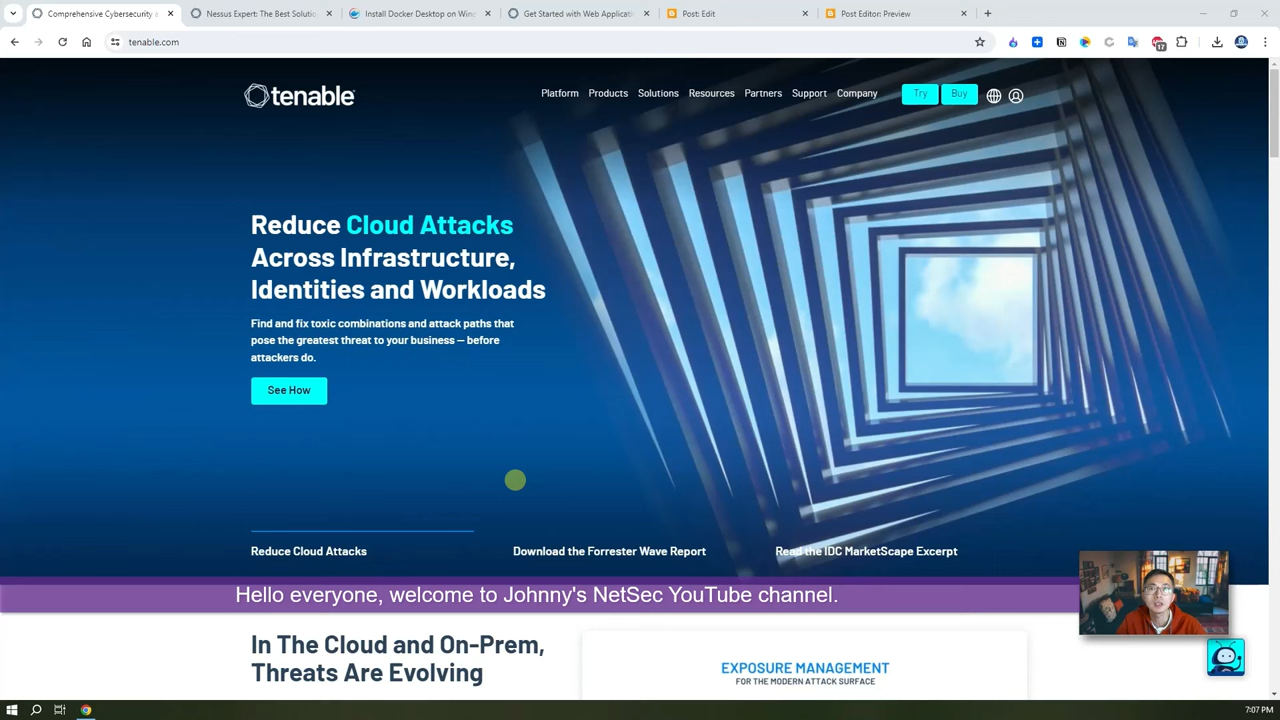 Comprehensive Cybersecurity a
Nessus Expert: The Best Solutio
Install Docker Desktop on Wind
Get Started with Web Applicati
Post: Edit
Post Editor: Preview
tenable.com
17
tenable
Platform
Products
Solutions
Resources
Partners
Support
Company
Try
Buy
Reduce Cloud Attacks
Across Infrastructure,
Identities and Workloads
Find and fix toxic combinations and attack paths that
pose the greatest threat to your business – before
attackers do.
See How
Reduce Cloud Attacks
Download the Forrester Wave Report
Read the IDC MarketScape Excerpt
Hello everyone, welcome to Johnny's NetSec YouTube channel.
In The Cloud and On-Prem,
Threats Are Evolving
EXPOSURE MANAGEMENT
FOR THE MODERN ATTACK SURFACE
7:07 PM